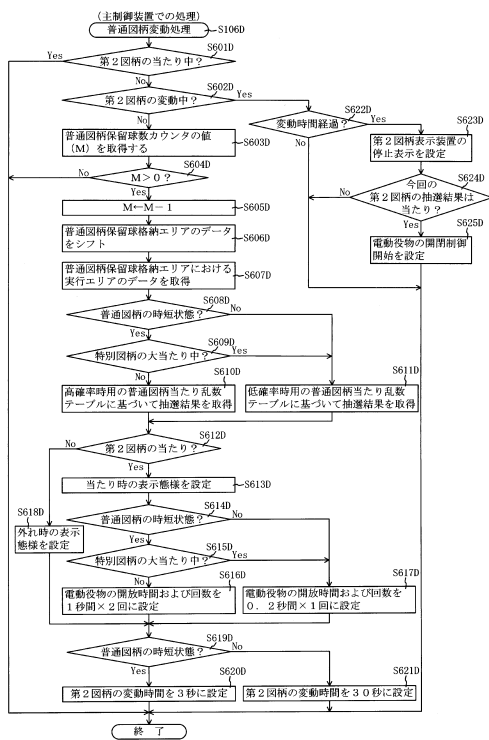 (主制御装置での処理)
普通図柄変動処理
S106D
S601D
第2図柄の当たり中?
Yes
No
S602D
第2図柄の変動中?
Yes
No
S622D
変動時間経過?
Yes
No
S623D
第2図柄表示装置の
停止表示を設定
普通図柄保留球数カウンタの値
(M)を取得する
S603D
S604D
M>0?
No
Yes
S624D
今回の
第2図柄の抽選結果は
当たり?
No
Yes
M←M-1
S605D
S625D
電動役物の開閉制御
開始を設定
普通図柄保留球格納エリアのデータ
をシフト
S606D
普通図柄保留球格納エリアにおける
実行エリアのデータを取得
S607D
S608D
普通図柄の時短状態?
No
Yes
S609D
特別図柄の大当たり中?
Yes
No
S610D
高確率時用の普通図柄当たり乱数
テーブルに基づいて抽選結果を取得
S611D
低確率時用の普通図柄当たり乱数
テーブルに基づいて抽選結果を取得
S612D
第2図柄の当たり?
No
Yes
当たり時の表示態様を設定
S613D
S618D
外れ時の表示
態様を設定
S614D
普通図柄の時短状態?
No
Yes
S615D
特別図柄の大当たり中?
Yes
No
S616D
電動役物の開放時間および回数を
1秒間×2回に設定
S617D
電動役物の開放時間および回数を
0.2秒間×1回に設定
S619D
普通図柄の時短状態?
No
Yes
S620D
第2図柄の変動時間を3秒に設定
S621D
第2図柄の変動時間を30秒に設定
終了